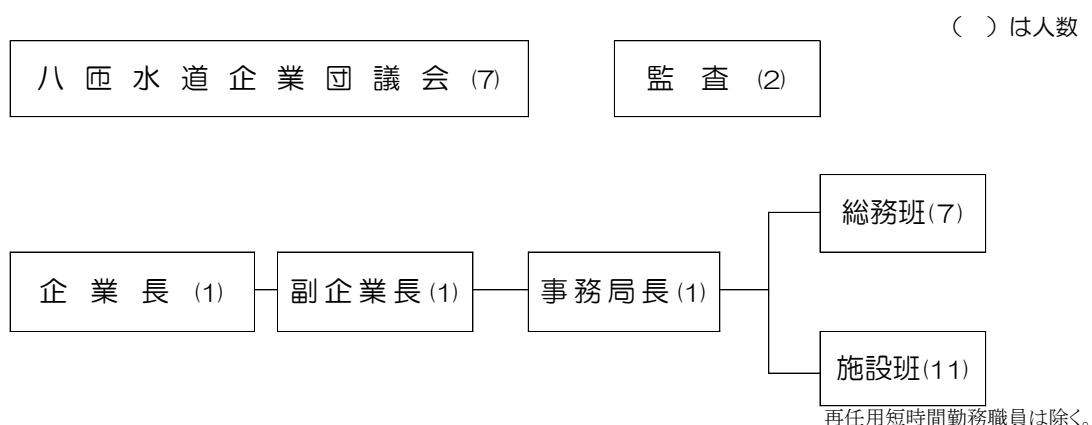 （　）は人数
八匝水道企業団議会(7)
監査(2)
総務班(7)
企業長(1)
副企業長(1)
事務局長(1)
施設班(11)
再任用短時間勤務職員は除く。